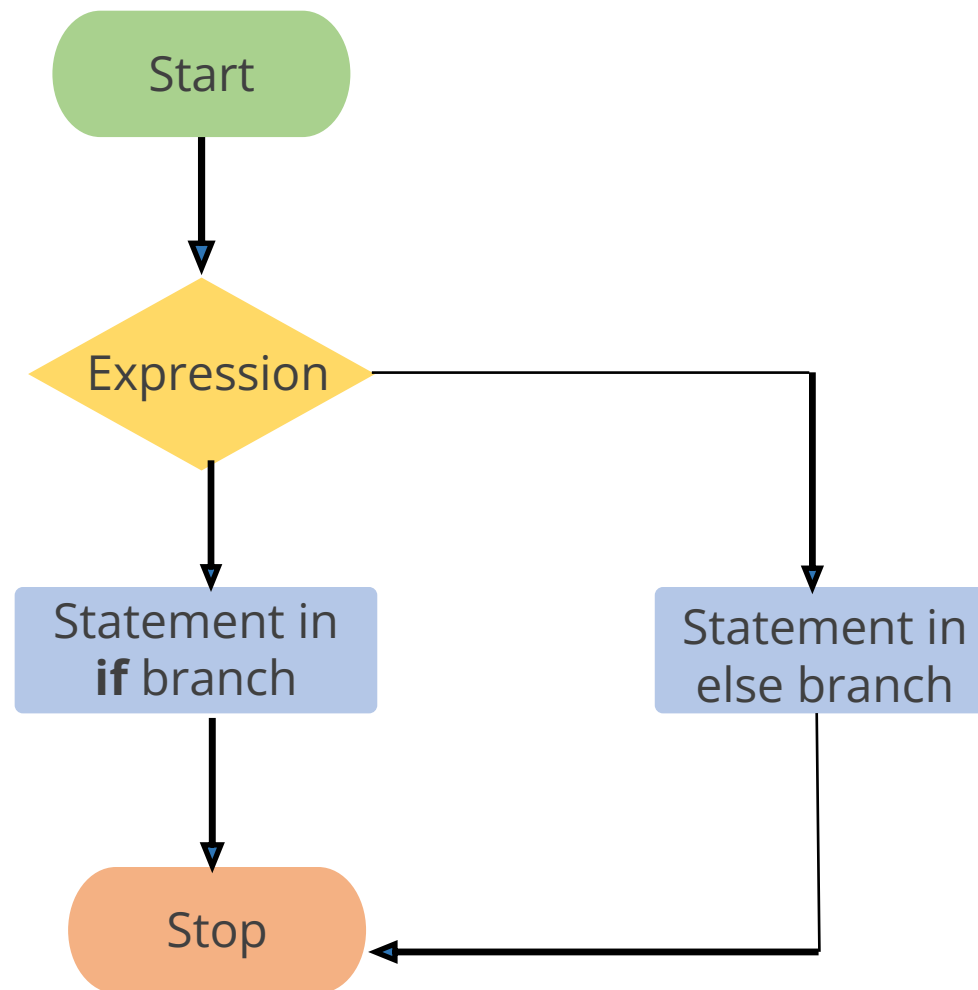 Start
Expression
Statement in
if branch
Statement in
else branch
Stop